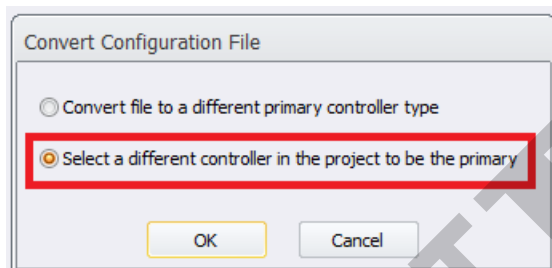 Convert Configuration File
Convert file to a different primary controller type
Select a different controller in the project to be the primary
OK
Cancel